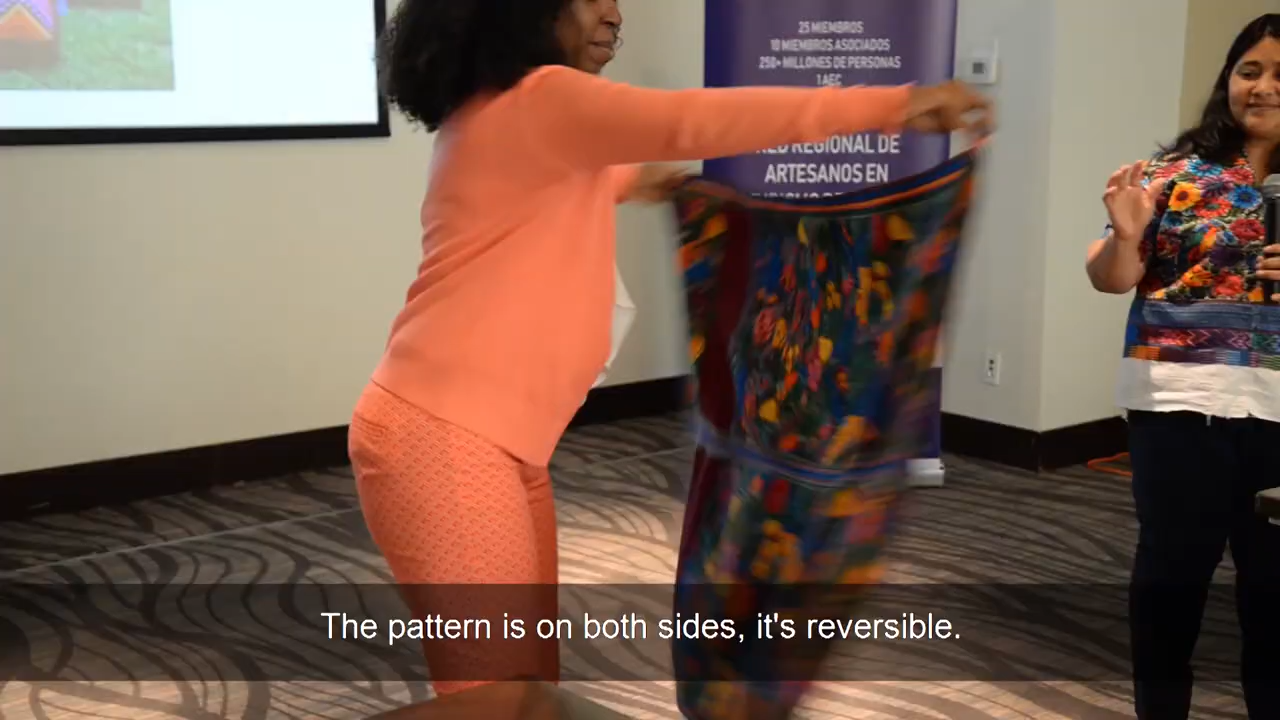 25 MIEMBROS
10 MIEMBROS ASOCIADOS
250+ MILLONES DE PERSONAS
1 AEC
RED REGIONAL DE
ARTESANOS EN
The pattern is on both sides, it's reversible.